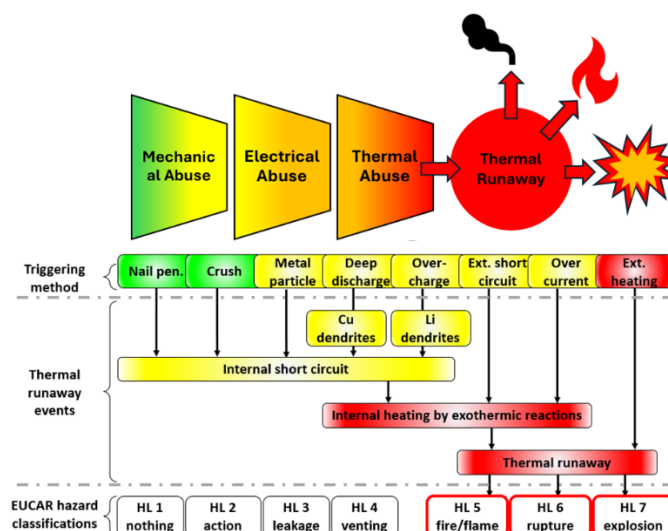 Mechanic
al Abuse
Electrical
Abuse
Thermal
Abuse
Thermal
Runaway
Triggering
method
Nail pen.
Crush
Metal
particle
Deep
discharge
Over-
charge
Ext. short
circuit
Over
current
Ext.
heating
Cu
dendrites
Li
dendrites
Thermal
runaway
events
Internal short circuit
Internal heating by exothermic reactions
Thermal runaway
EUCAR hazard
classifications
HL 1
nothing
HL 2
action
HL 3
leakage
HL 4
venting
HL 5
fire/flame
HL 6
rupture
HL 7
explosion